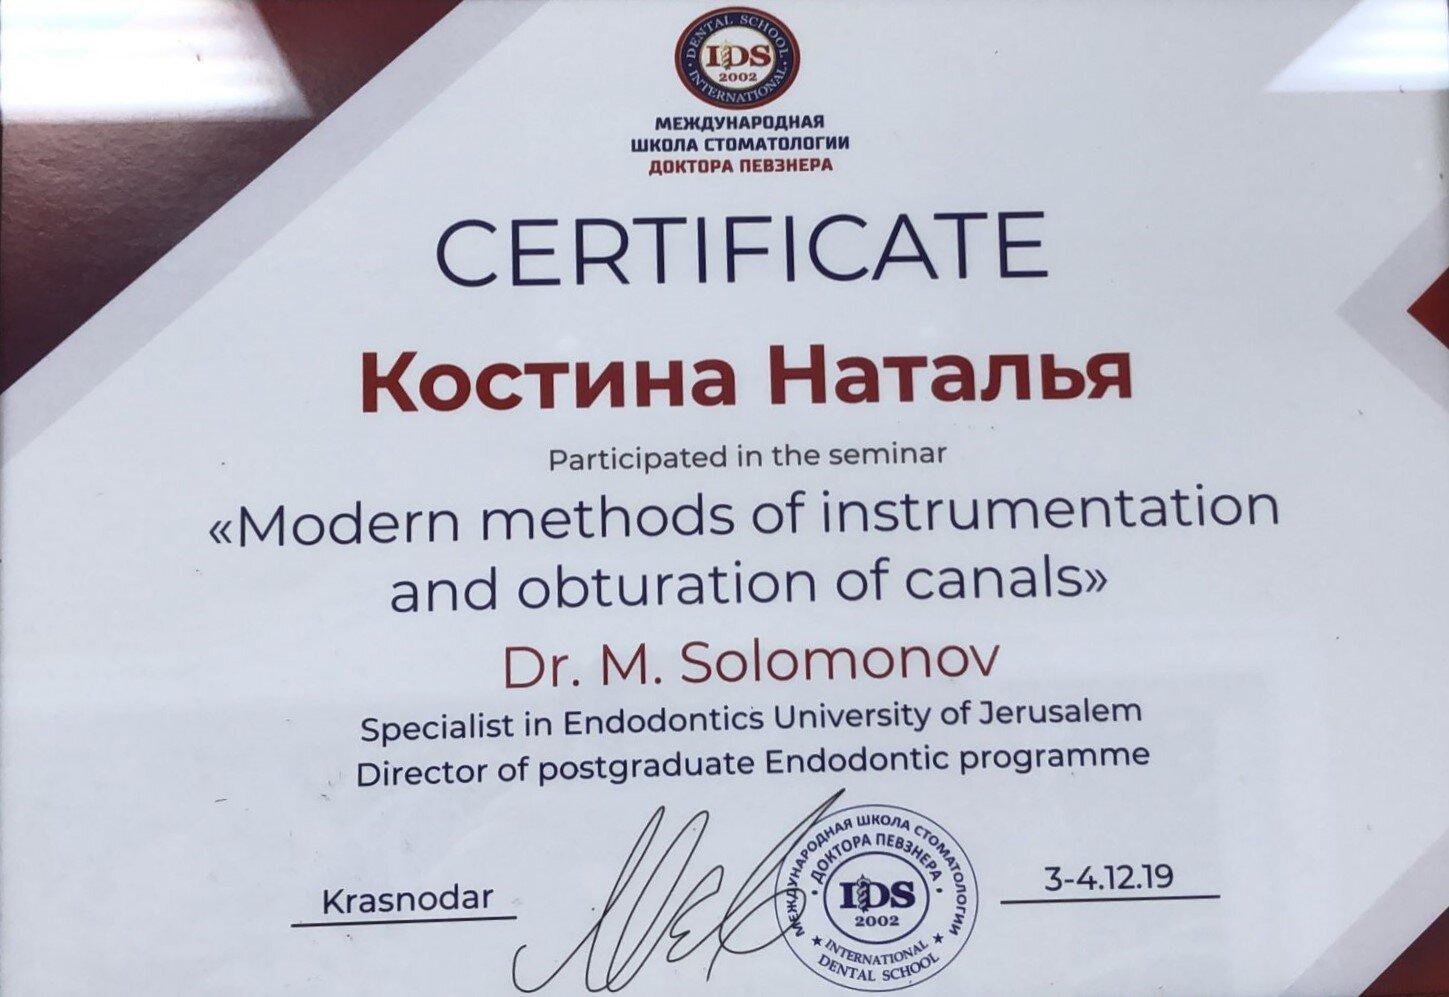 DENTAL SCHOOL
IDS
2002
INTERNATIONAL
МЕЖДУНАРОДНАЯ
ШКОЛА СТОМАТОЛОГИИ
ДОКТОРА ПЕВЗНЕРА
CERTIFICATE
Костина Наталья
Participated in the seminar
«Modern methods of instrumentation
and obturation of canals»
Dr. M. Solomonov
Specialist in Endodontics University of Jerusalem
Director of postgraduate Endodontic programme
Krasnodar
МЕЖДУНАРОДНАЯ ШКОЛА СТОМАТОЛОГИИ
ДОКТОРА ПЕВЗНЕРА
IDS
2002
INTERNATIONAL
DENTAL SCHOOL
3-4.12.19